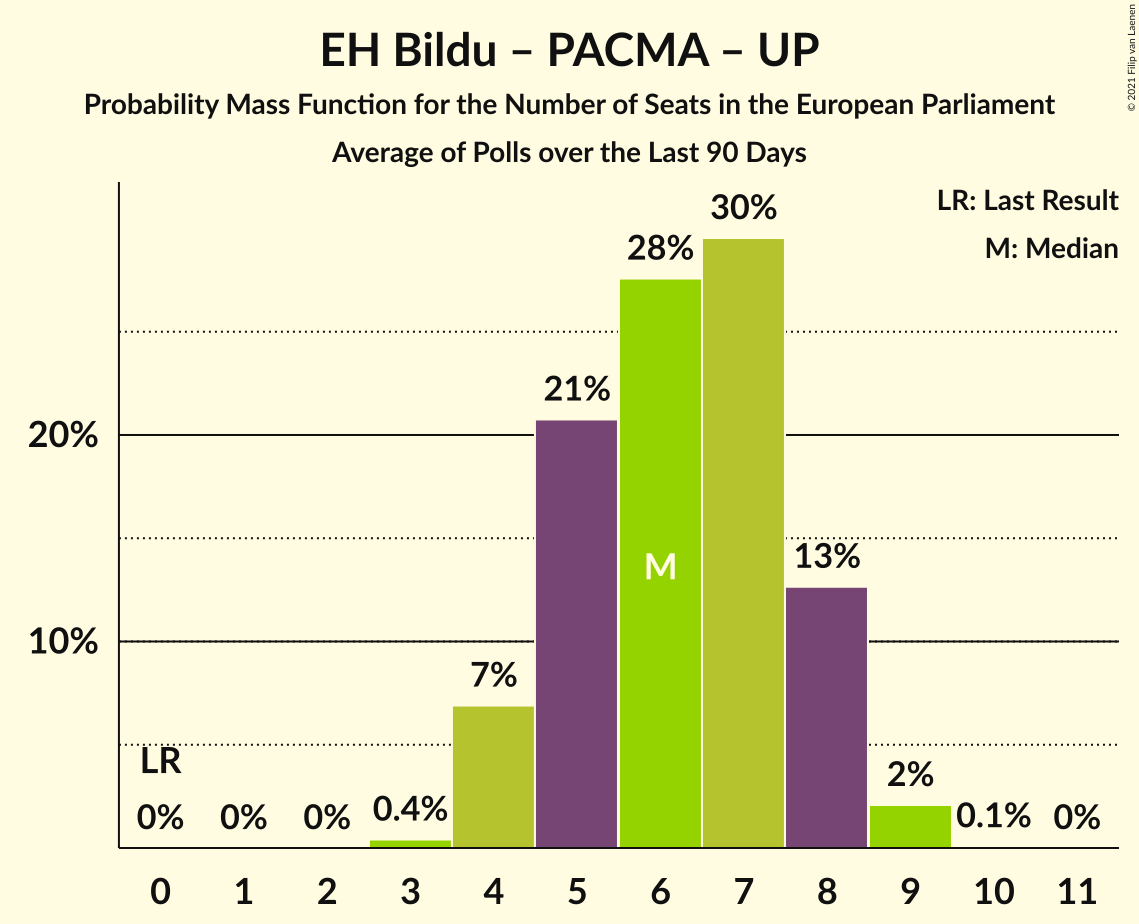 EH Bildu – PACMA – UP
Probability Mass Function for the Number of Seats in the European Parliament
Average of Polls over the Last 90 Days
© 2021 Filip van Laenen
LR: Last Result
M: Median
30%
28%
21%
20%
M
13%
10%
7%
LR
2%
0% 0% 0% 0.4% 0.1% 0%
0 1 2 3 4 5 6 7 8 9 10 11